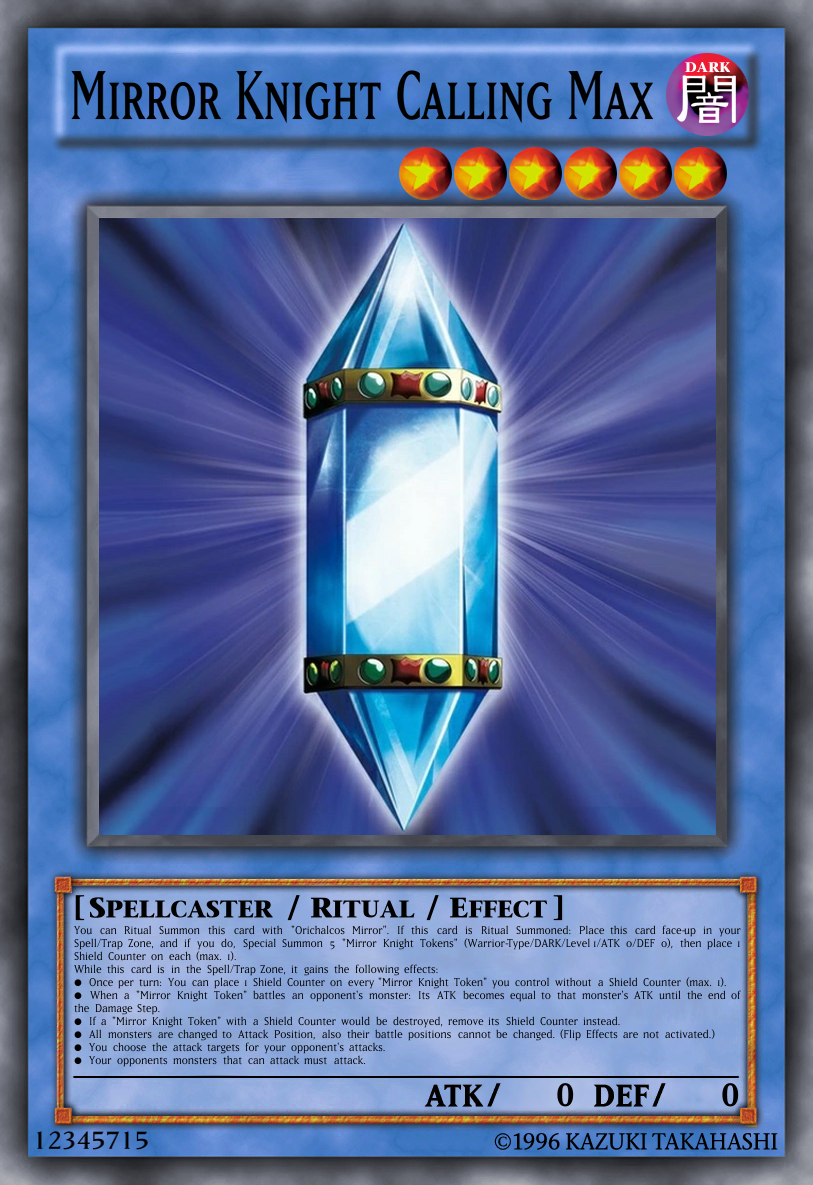 Mirror Knight Calling Max
DARK
闇
[ Spellcaster / Ritual / Effect ]
You can Ritual Summon this card with "Orichalcos Mirror". If this card is Ritual Summoned: Place this card face-up in your
Spell/Trap Zone, and if you do, Special Summon 5 "Mirror Knight Tokens" (Warrior-Type/DARK/Level 1/ATK 0/DEF 0), then place 1
Shield Counter on each (max. 1).
While this card is in the Spell/Trap Zone, it gains the following effects:
● Once per turn: You can place 1 Shield Counter on every "Mirror Knight Token" you control without a Shield Counter (max. 1).
● When a "Mirror Knight Token" battles an opponent's monster: Its ATK becomes equal to that monster's ATK until the end of
the Damage Step.
● If a "Mirror Knight Token" with a Shield Counter would be destroyed, remove its Shield Counter instead.
● All monsters are changed to Attack Position, also their battle positions cannot be changed. (Flip Effects are not activated.)
● You choose the attack targets for your opponent's attacks.
● Your opponents monsters that can attack must attack.
ATK/ 0 DEF/ 0
12345715 ©1996 KAZUKI TAKAHASHI